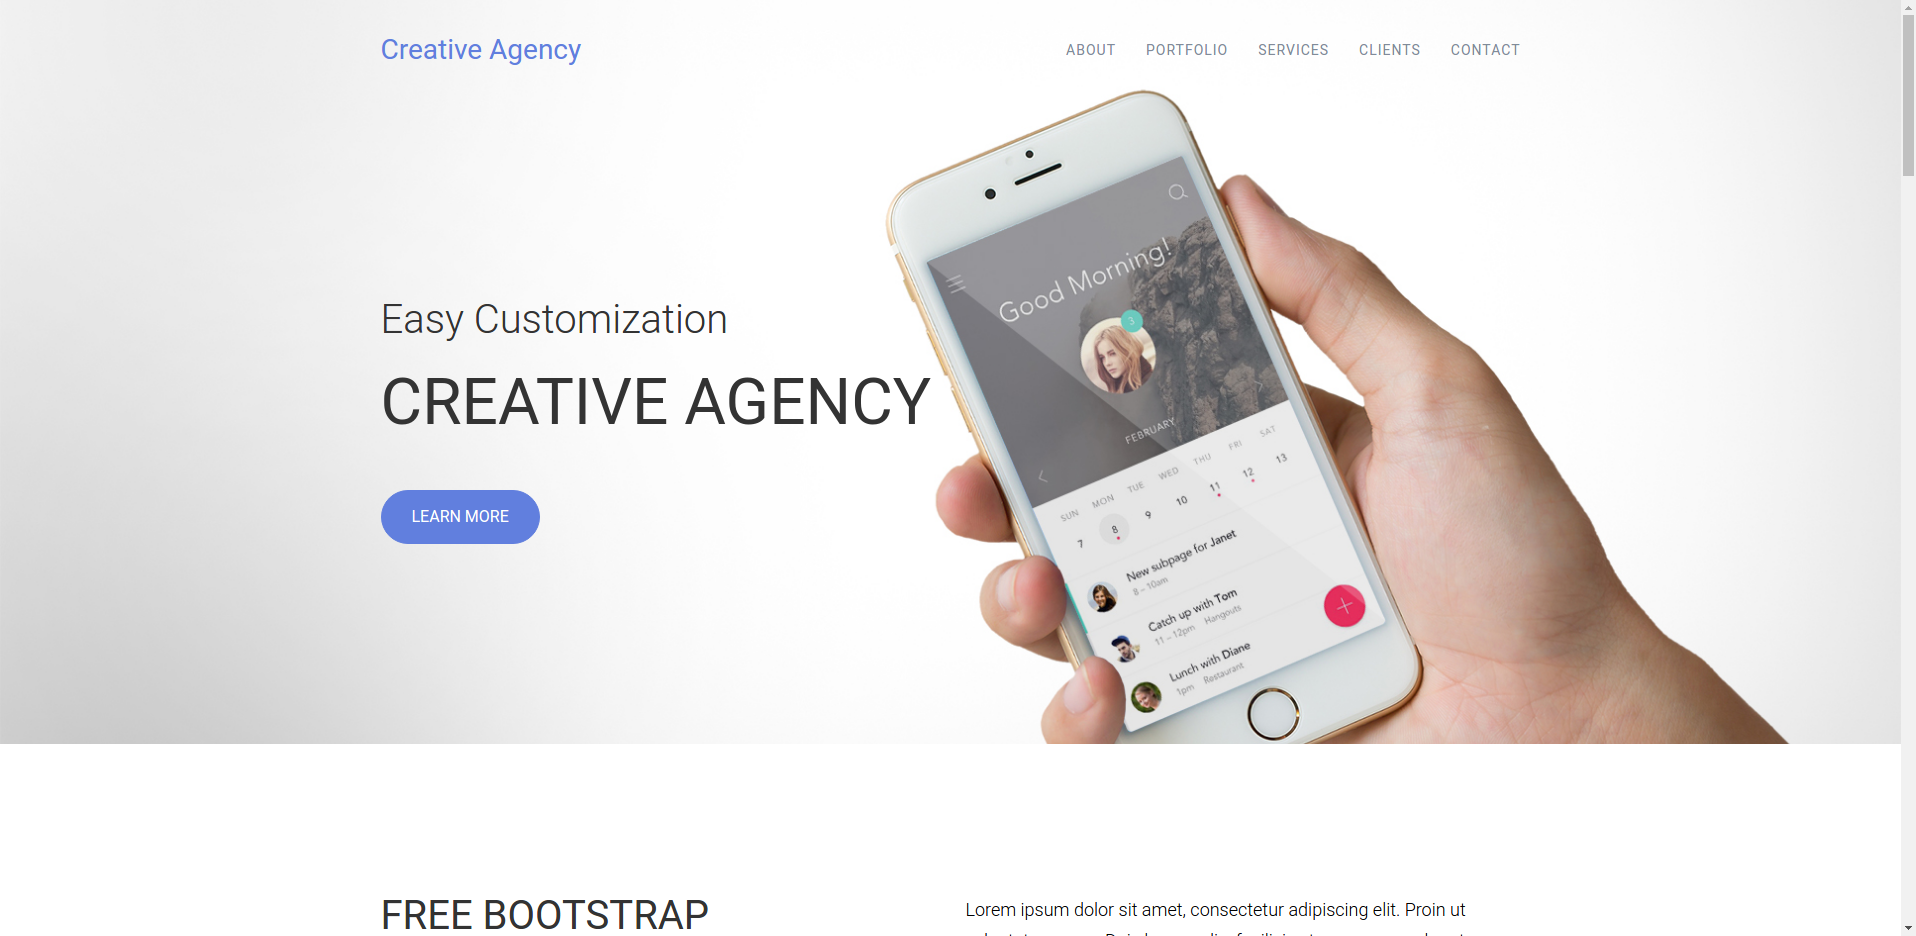 Creative Agency
ABOUT PORTFOLIO SERVICES CLIENTS CONTACT
Easy Customization
CREATIVE AGENCY
LEARN MORE
Good Morning!
3
FEBRUARY
SUN MON TUE WED THU FRI SAT
7 8 9 10 11 12 13
New subpage for Janet
8 – 10am
Catch up with Tom
11 – 12pm Hangouts
Lunch with Diane
1pm Restaurant
FREE BOOTSTRAP
Lorem ipsum dolor sit amet, consectetur adipiscing elit. Proin ut